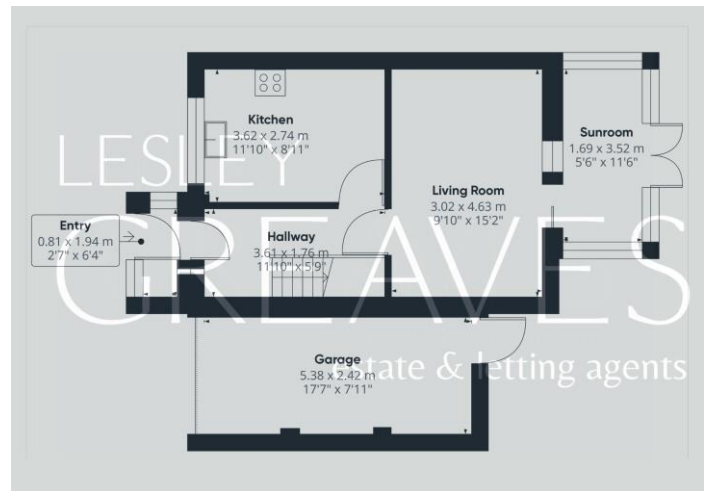 Kitchen
3.62 x 2.74 m
11'10" x 8'11"
Sunroom
1.69 x 3.52 m
5'6" x 11'6"
LESLEY
Living Room
3.02 x 4.63 m
9'10" x 15'2"
Entry
0.81 x 1.94 m
2'7" x 6'4"
Hallway
3.61 x 1.76 m
11'10" x 5'9"
GREAVES
Garage
5.38 x 2.42 m
17'7" x 7'11"
estate & letting agents